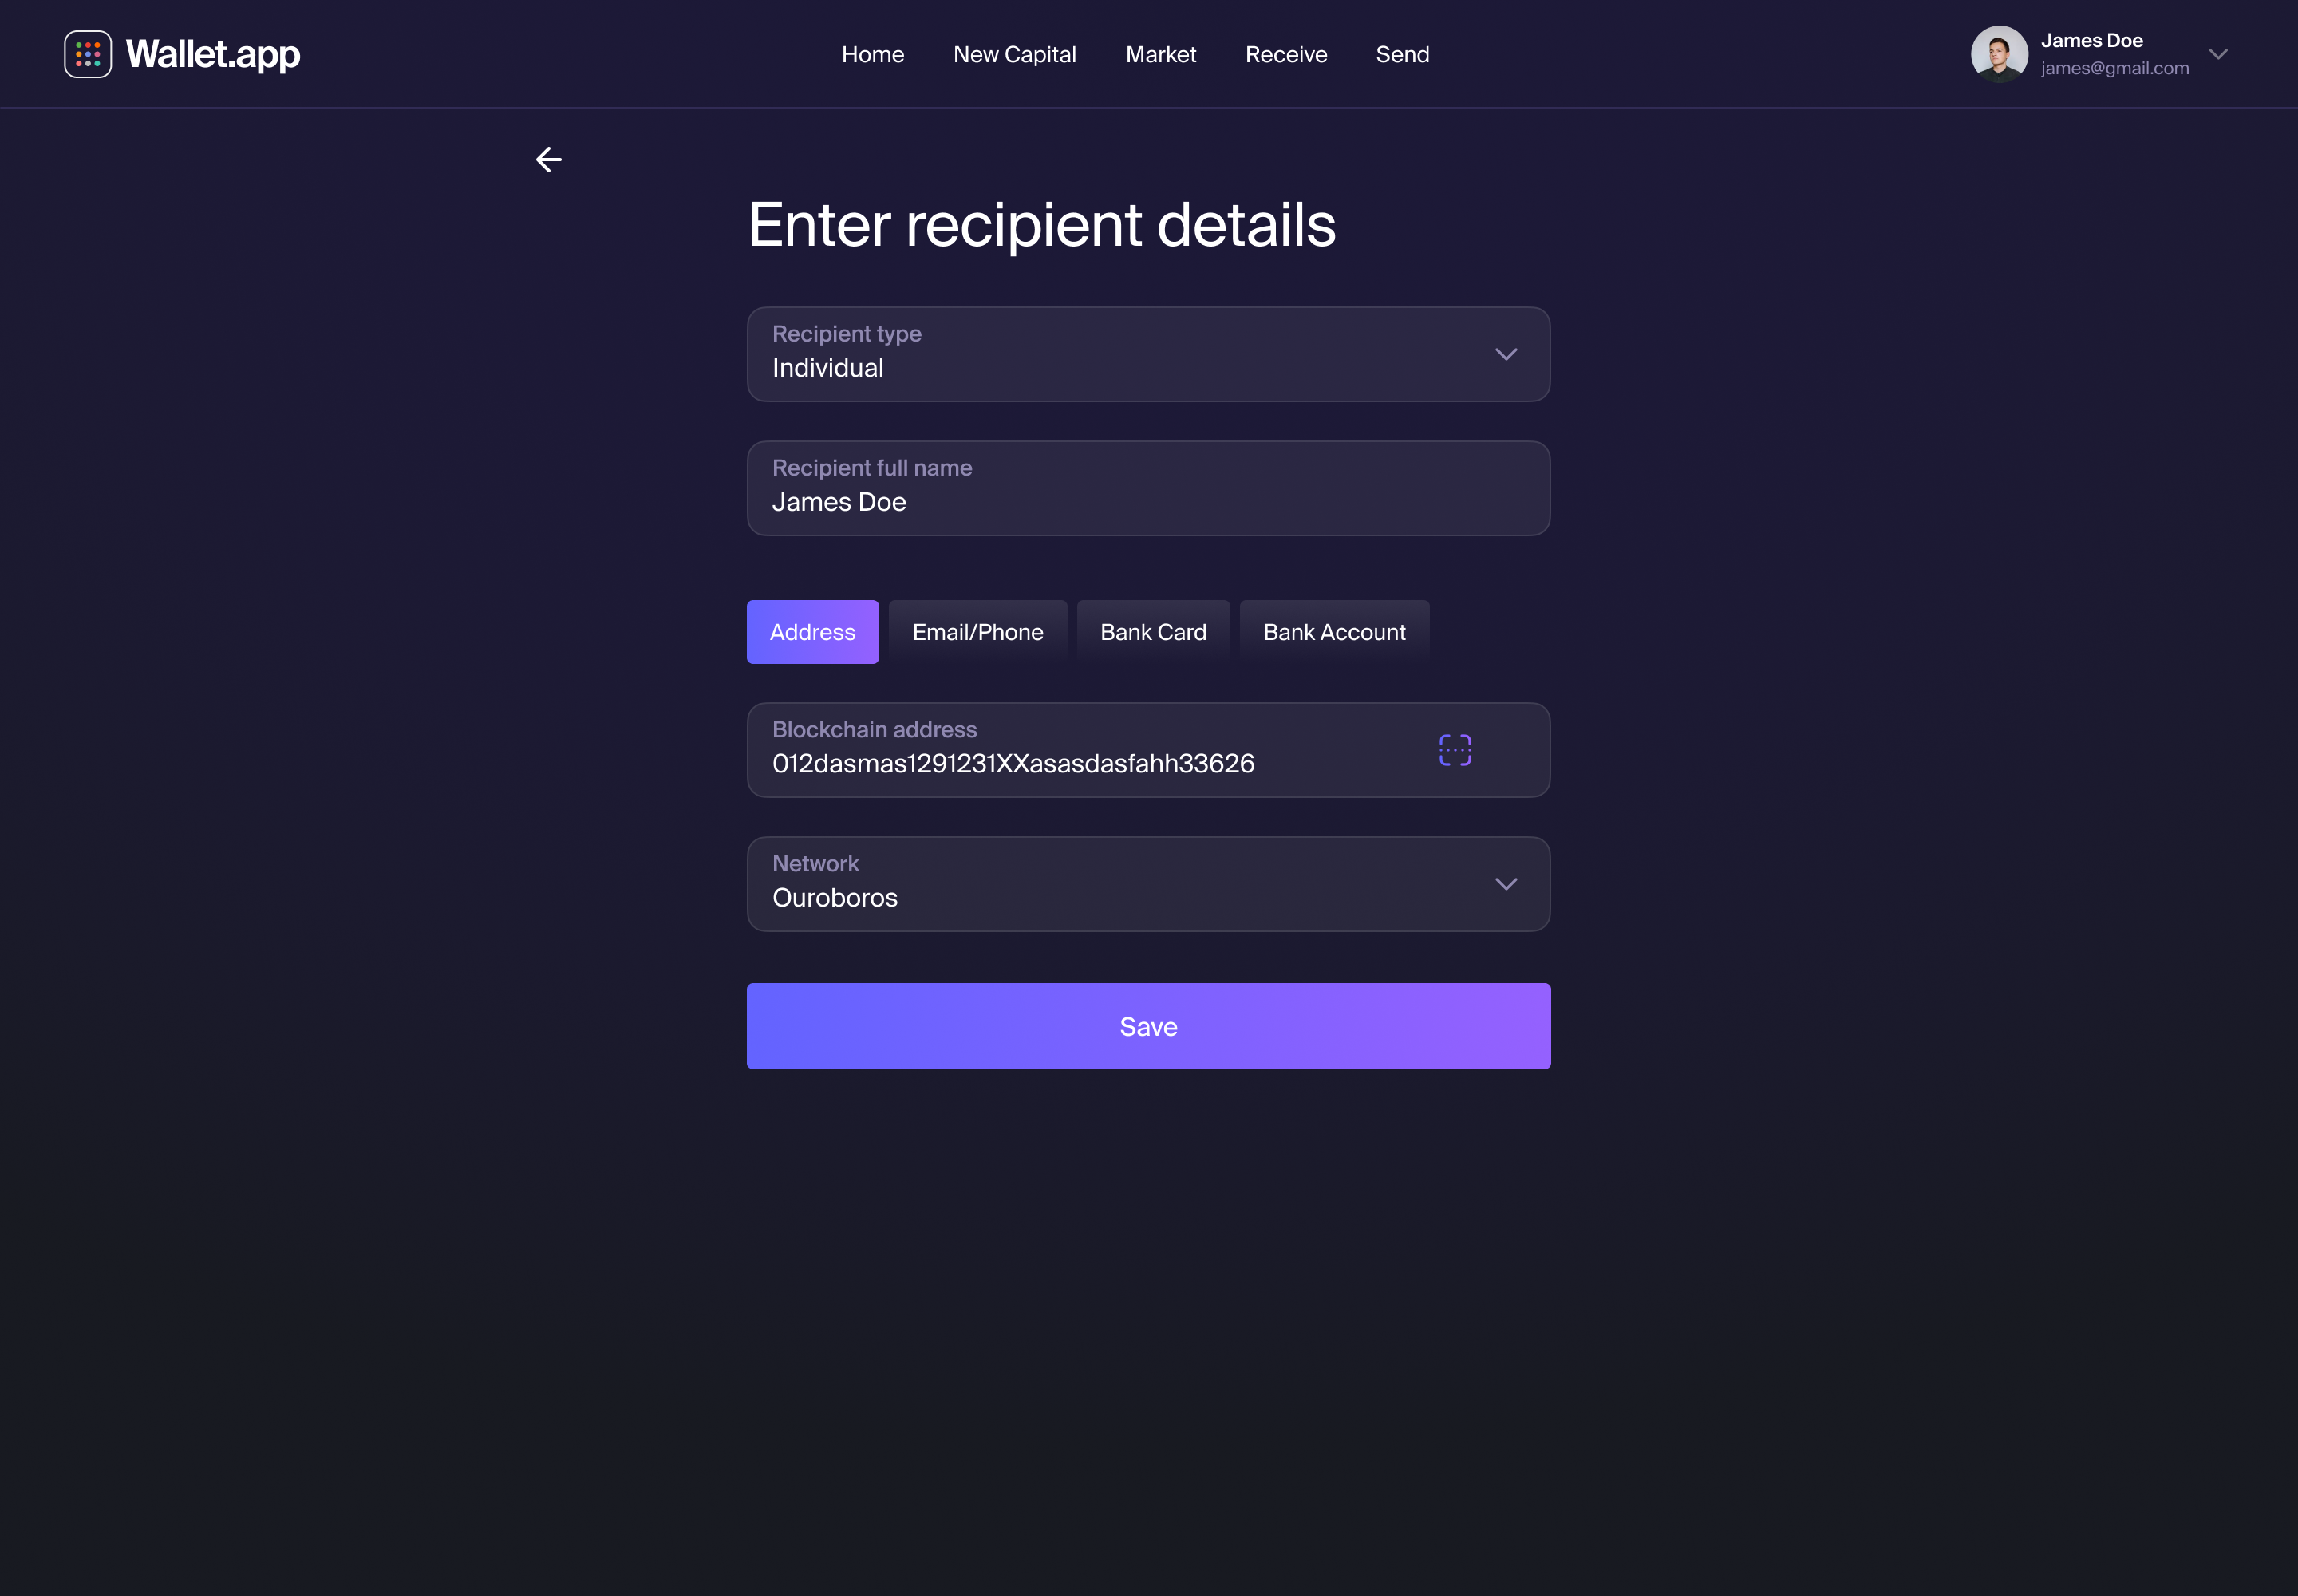 Wallet.app
Home New Capital Market Receive Send
James Doe
james@gmail.com
Enter recipient details
Recipient type
Individual
Recipient full name
James Doe
Address Email/Phone Bank Card Bank Account
Blockchain address
012dasmas1291231XXasasdasfahh33626
Network
Ouroboros
Save